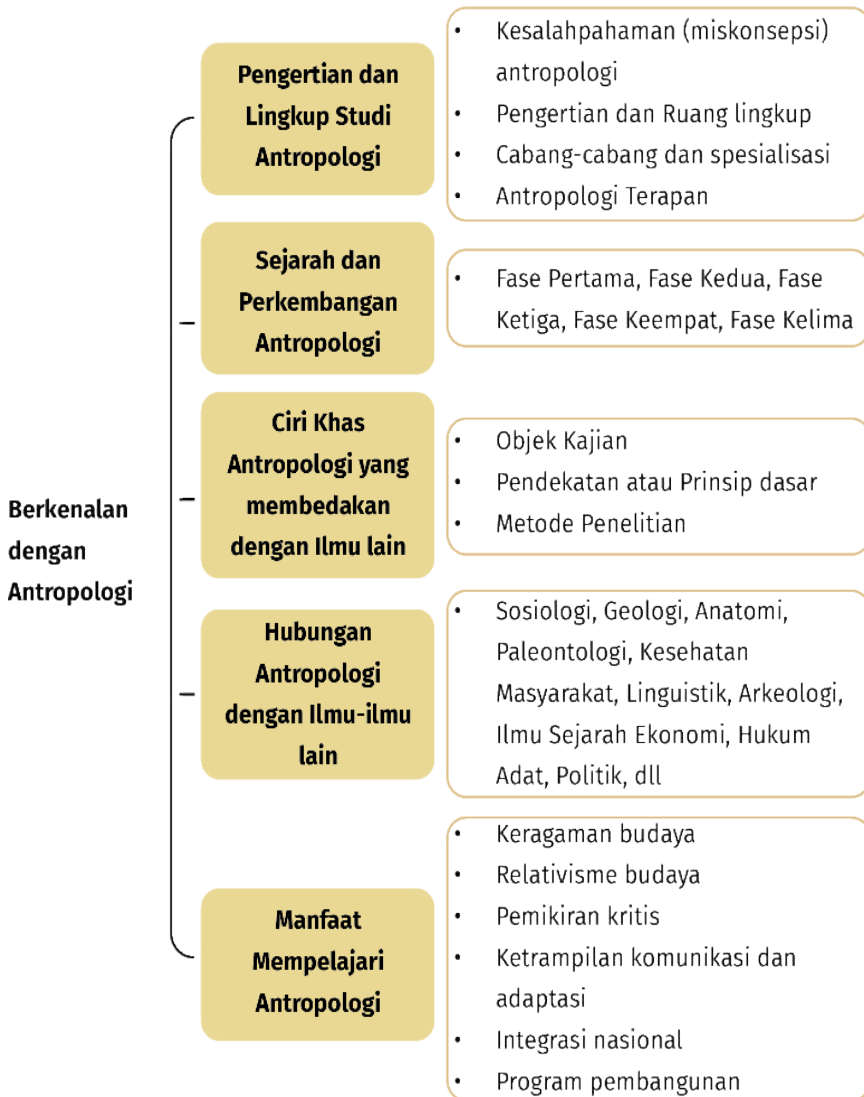 Berkenalan
dengan
Antropologi
Pengertian dan
Lingkup Studi
Antropologi
• Kesalahpahaman (miskonsepsi)
antropologi
• Pengertian dan Ruang lingkup
• Cabang-cabang dan spesialisasi
• Antropologi Terapan
Sejarah dan
Perkembangan
Antropologi
• Fase Pertama, Fase Kedua, Fase
Ketiga, Fase Keempat, Fase Kelima
Ciri Khas
Antropologi yang
membedakan
dengan Ilmu lain
• Objek Kajian
• Pendekatan atau Prinsip dasar
• Metode Penelitian
Hubungan
Antropologi
dengan Ilmu-ilmu
lain
• Sosiologi, Geologi, Anatomi,
Paleontologi, Kesehatan
Masyarakat, Linguistik, Arkeologi,
Ilmu Sejarah Ekonomi, Hukum
Adat, Politik, dll
Manfaat
Mempelajari
Antropologi
• Keragaman budaya
• Relativisme budaya
• Pemikiran kritis
• Ketrampilan komunikasi dan
adaptasi
• Integrasi nasional
• Program pembangunan